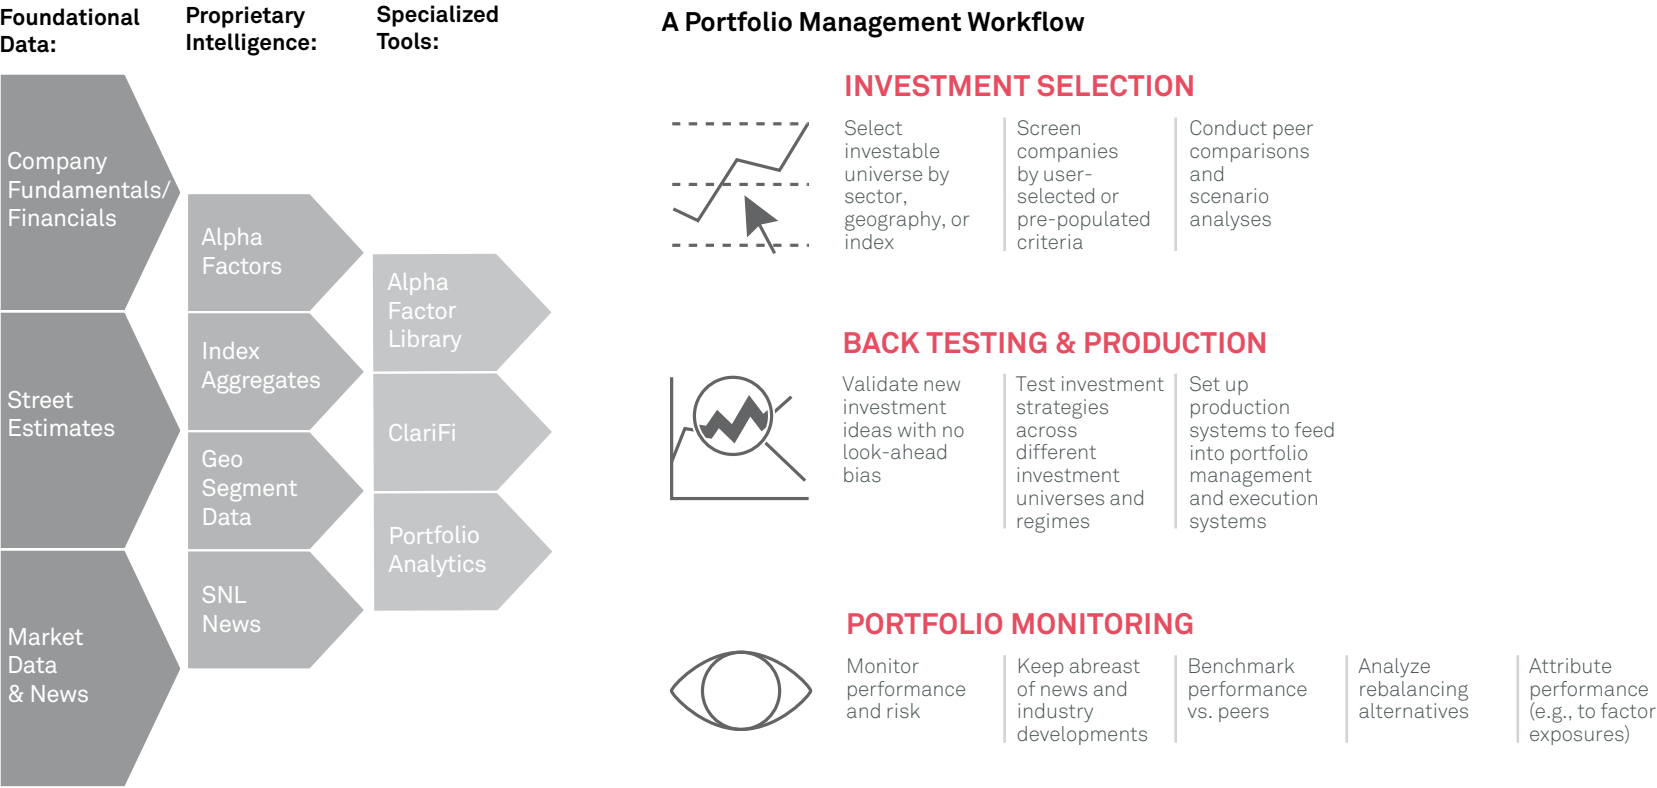 Foundational
Data:
Proprietary
Intelligence:
Specialized
Tools:
Company
Fundamentals/
Financials
Street
Estimates
Market
Data
& News
Alpha
Factors
Index
Aggregates
Geo
Segment
Data
SNL
News
Alpha
Factor
Library
ClariFi
Portfolio
Analytics
A Portfolio Management Workflow
INVESTMENT SELECTION
Select
investable
universe by
sector,
geography, or
index
Screen
companies
by user-
selected or
pre-populated
criteria
Conduct peer
comparisons
and
scenario
analyses
BACK TESTING & PRODUCTION
Validate new
investment
ideas with no
look-ahead
bias
Test investment
strategies
across
different
investment
universes and
regimes
Set up
production
systems to feed
into portfolio
management
and execution
systems
PORTFOLIO MONITORING
Monitor
performance
and risk
Keep abreast
of news and
industry
developments
Benchmark
performance
vs. peers
Analyze
rebalancing
alternatives
Attribute
performance
(e.g., to factor
exposures)